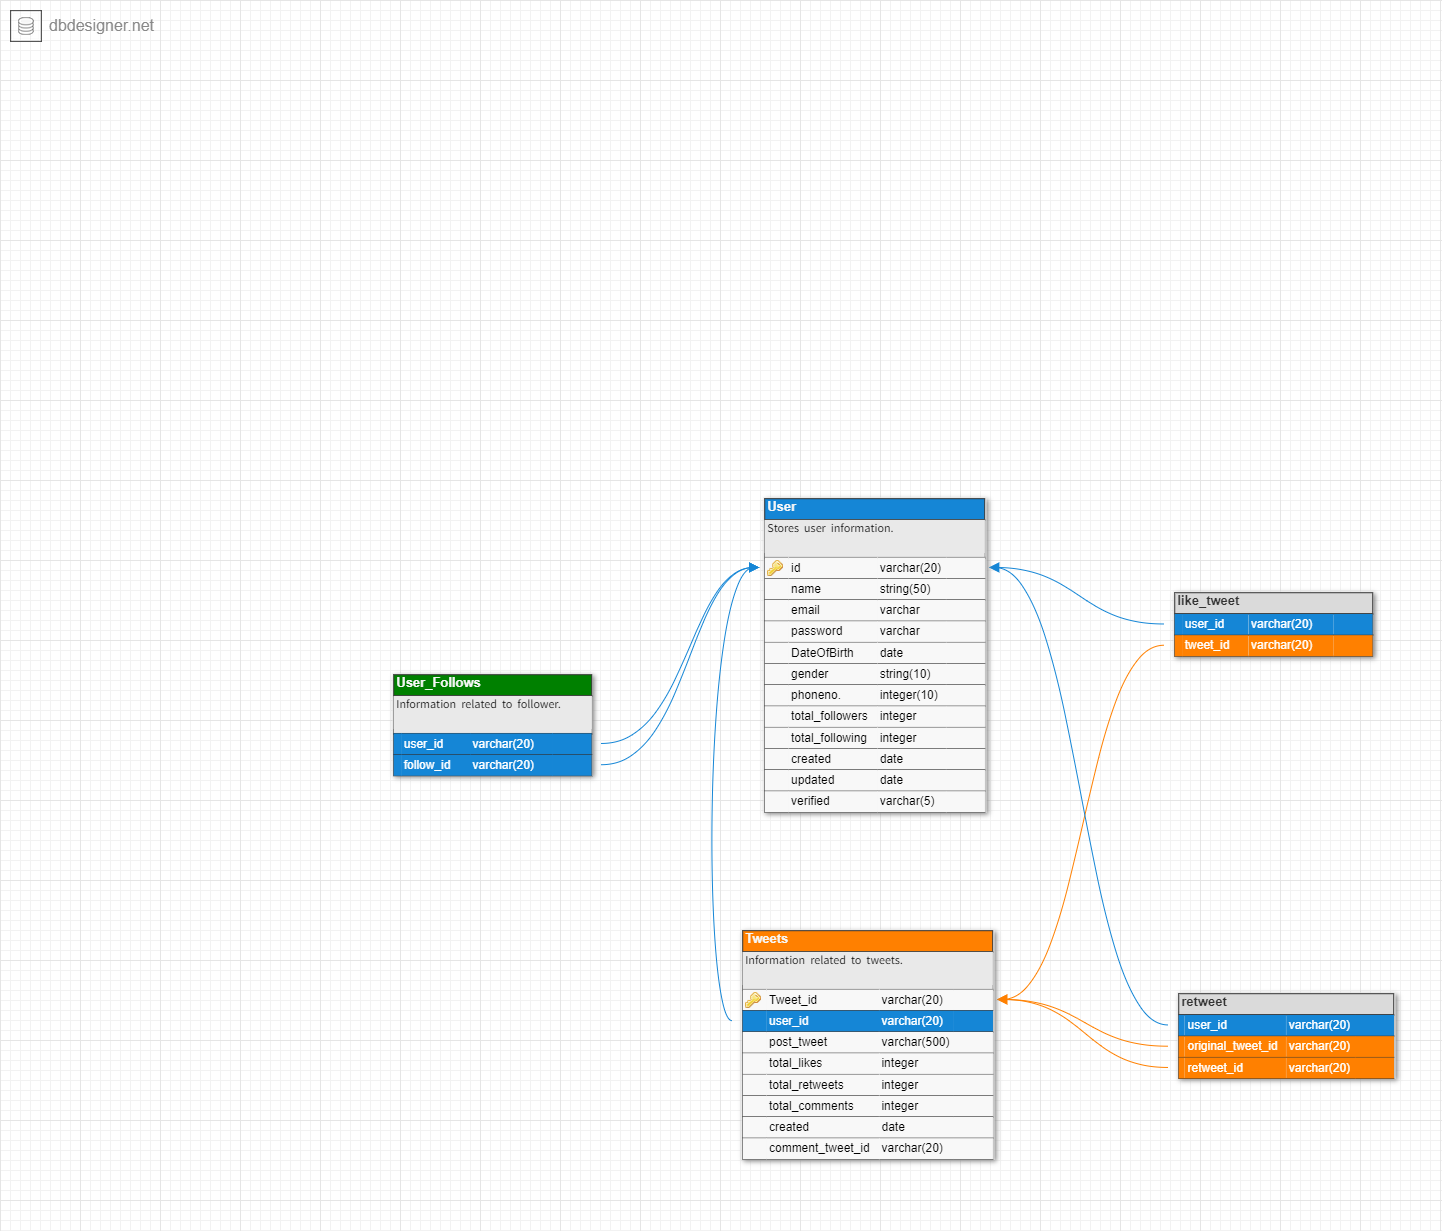 dbdesigner.net
User
Stores user information.
id varchar(20)
name string(50)
email varchar
password varchar
DateOfBirth date
gender string(10)
phoneno. integer(10)
total_followers integer
total_following integer
created date
updated date
verified varchar(5)
like_tweet
user_id varchar(20)
tweet_id varchar(20)
User_Follows
Information related to follower.
user_id varchar(20)
follow_id varchar(20)
Tweets
Information related to tweets.
Tweet_id varchar(20)
user_id varchar(20)
post_tweet varchar(500)
total_likes integer
total_retweets integer
total_comments integer
created date
comment_tweet_id varchar(20)
retweet
user_id varchar(20)
original_tweet_id varchar(20)
retweet_id varchar(20)